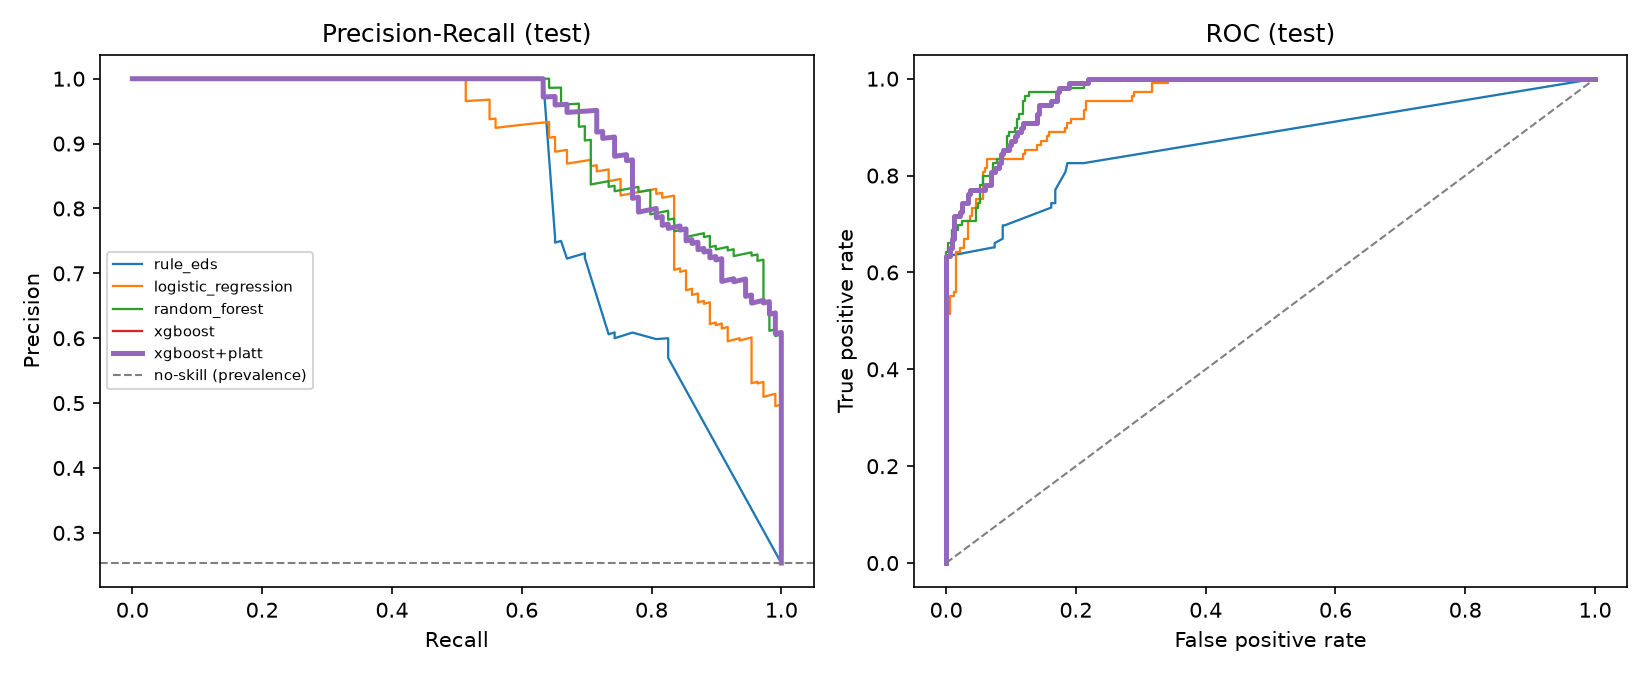 Precision-Recall (test)
1.0
0.9
0.8
0.7
0.6
0.5
0.4
0.3
Precision
rule_eds
logistic_regression
random_forest
xgboost
xgboost+platt
no-skill (prevalence)
0.0 0.2 0.4 0.6 0.8 1.0
Recall
ROC (test)
1.0
0.8
0.6
0.4
0.2
0.0
True positive rate
0.0 0.2 0.4 0.6 0.8 1.0
False positive rate